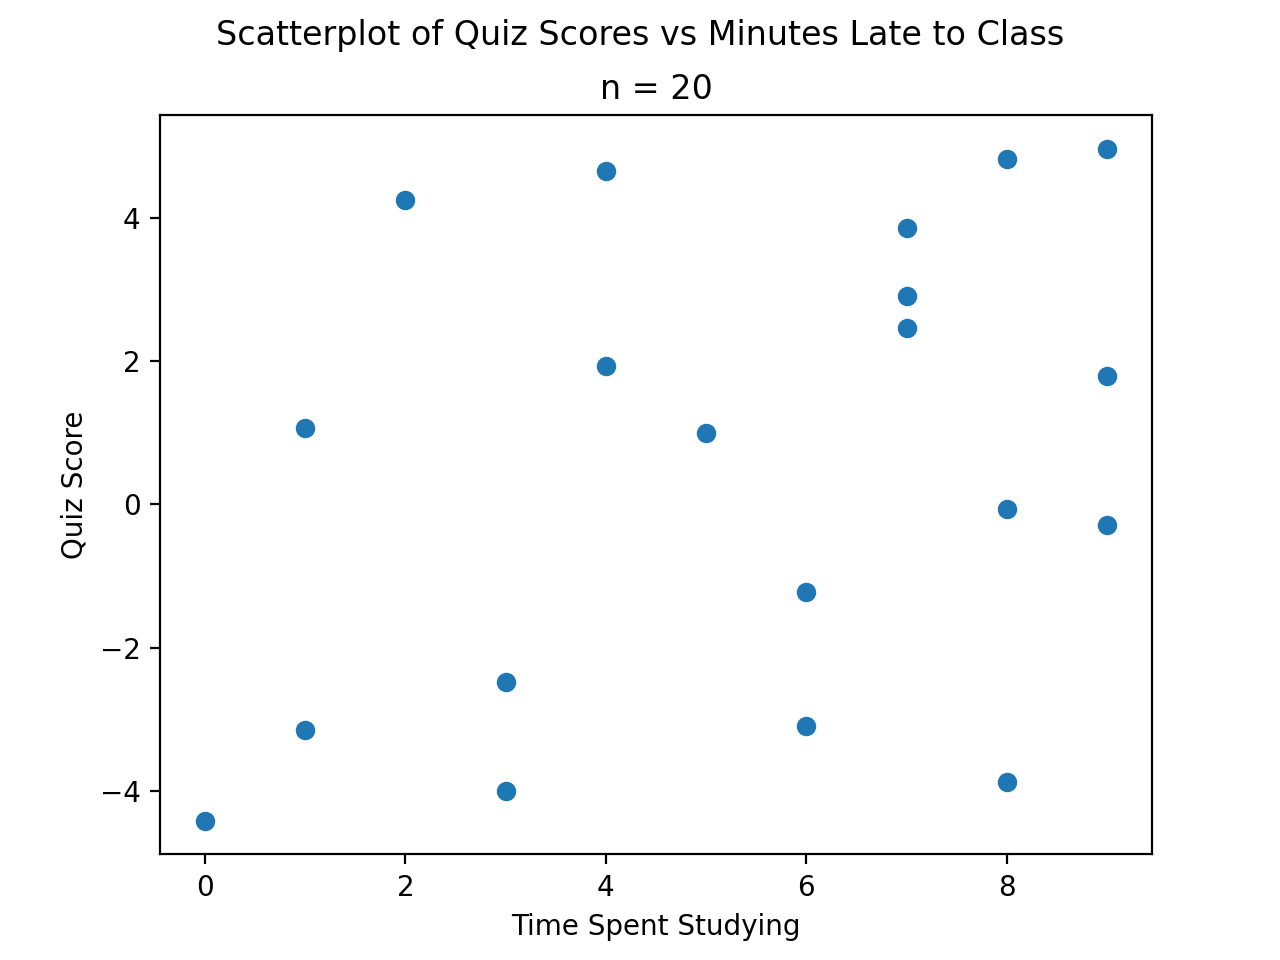 Scatterplot of Quiz Scores vs Minutes Late to Class
n = 20
4
2
0
−2
−4
Quiz Score
0 2 4 6 8
Time Spent Studying